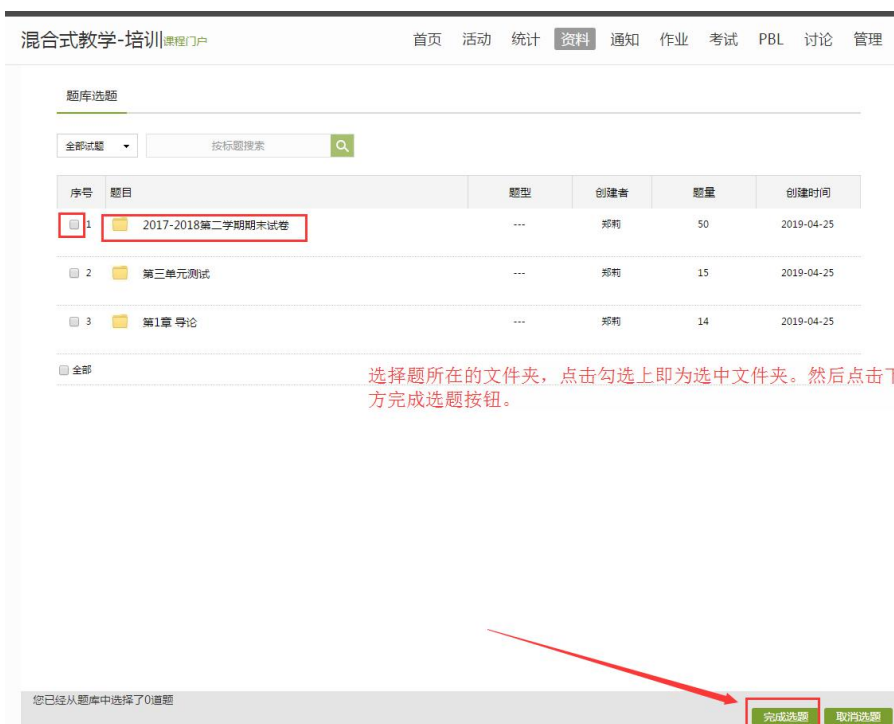 混合式教学-培训课程门户 首页 活动 统计 资料 通知 作业 考试 PBL 讨论 管理
题库选题
全部试题 按标题搜索
序号 题目 题型 创建者 题量 创建时间
1 2017-2018第二学期期末试卷 --- 郑莉 50 2019-04-25
2 第三单元测试 --- 郑莉 15 2019-04-25
3 第1章 导论 --- 郑莉 14 2019-04-25
全部
选择题所在的文件夹，点击勾选上即为选中文件夹。然后点击下
方完成选题按钮。
您已经从题库中选择了0道题
完成选题 取消选题